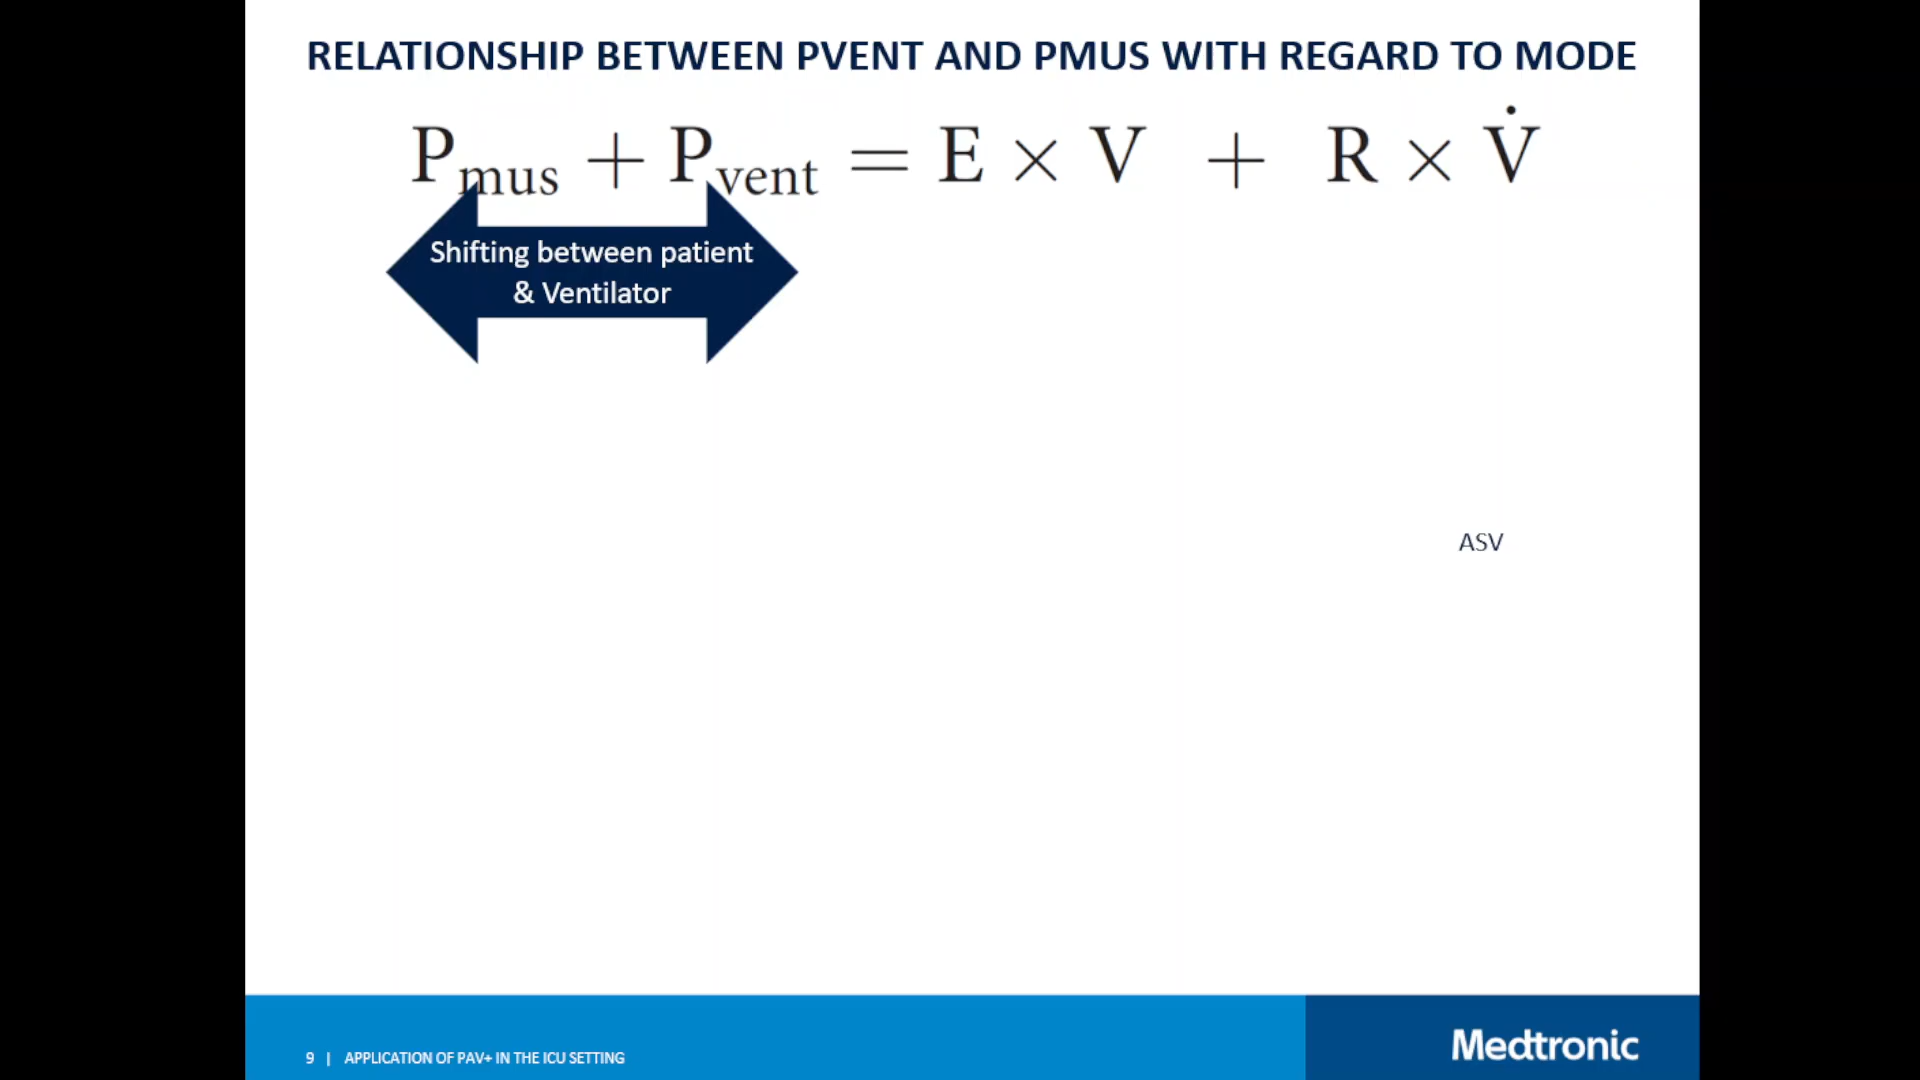 RELATIONSHIP BETWEEN PVENT AND PMUS WITH REGARD TO MODE
Pmus + Pvent = E × V + R × V̇
Shifting between patient
& Ventilator
ASV
9 | APPLICATION OF PAV+ IN THE ICU SETTING
Medtronic